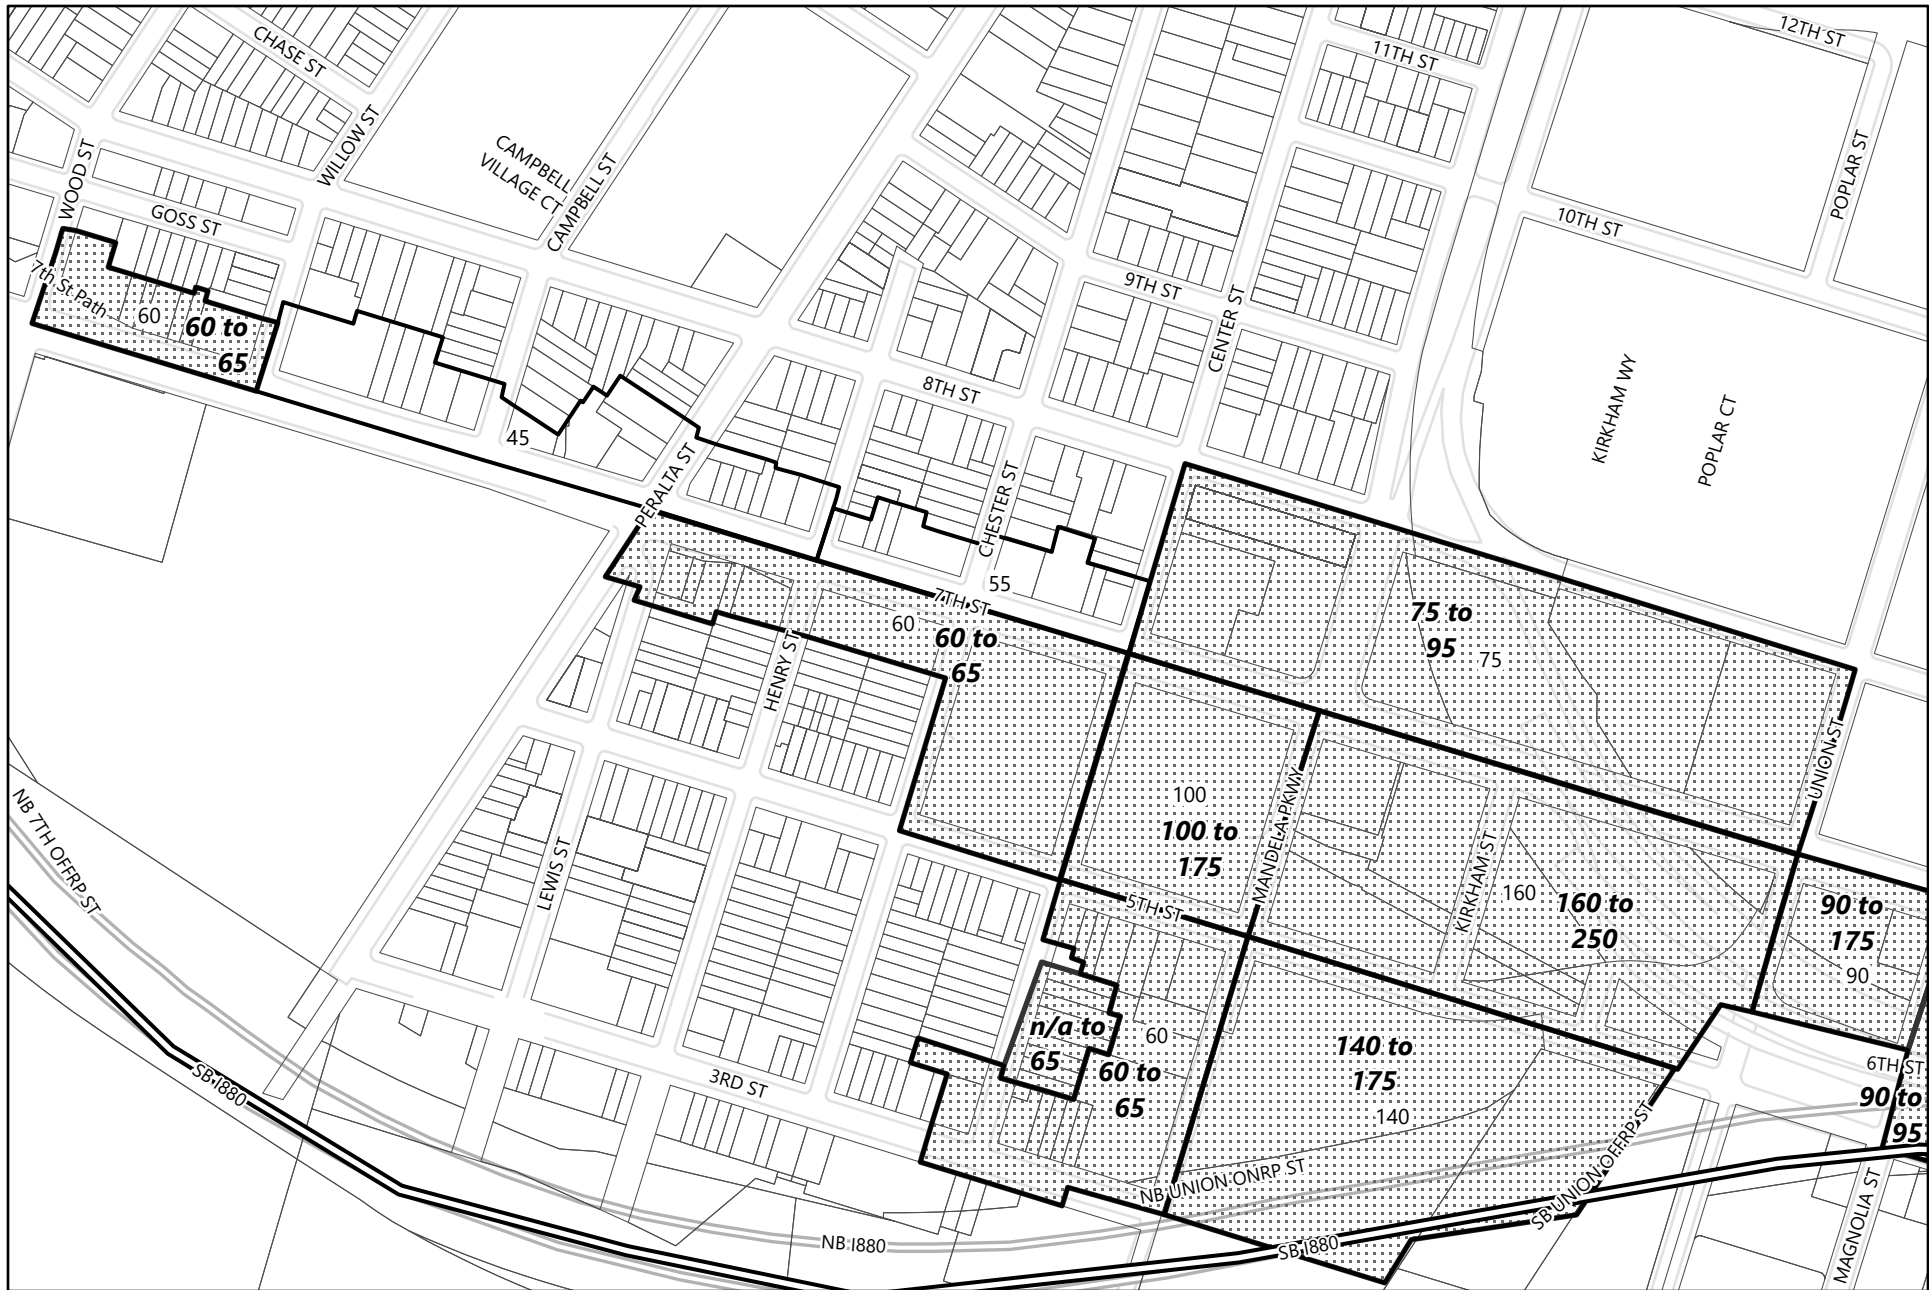 12TH ST
CHASE ST
11TH ST
WILLOW ST
POPLAR ST
WOOD ST
CAMPBELL
VILLAGE CT
CAMPBELL ST
GOSS ST
10TH ST
7th St Path
9TH ST
CENTER ST
60
60 to
65
8TH ST
KIRKHAM WY
POPLAR CT
45
PERALTA ST
CHESTER ST
55
7TH ST
60
60 to
65
75 to
95
75
HENRY ST
UNION ST
NB 7TH OFFRP ST
100
100 to
175
MANDELA PKWY
KIRKHAM ST
160
160 to
250
90 to
175
90
LEWIS ST
5TH ST
n/a to
65
60
60 to
65
140 to
175
140
6TH ST
90 to
95
3RD ST
SB I880
NB UNION ONRP ST
SB UNION OFFRP ST
MAGNOLIA ST
NB I880
SB I880